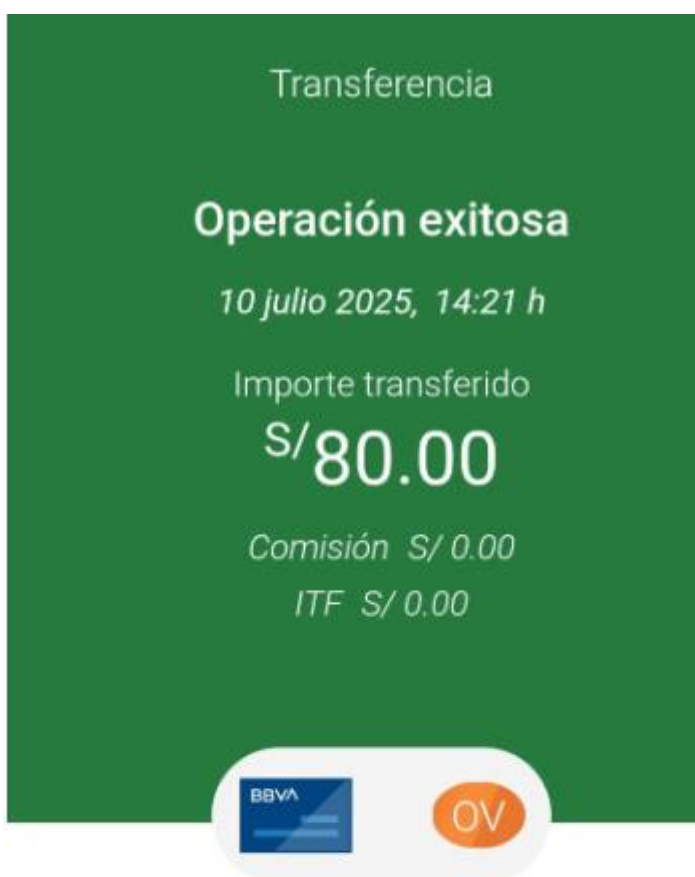 Transferencia
Operación exitosa
10 julio 2025, 14:21 h
Importe transferido
S/80.00
Comisión S/ 0.00
ITF S/ 0.00
BBVA
OV